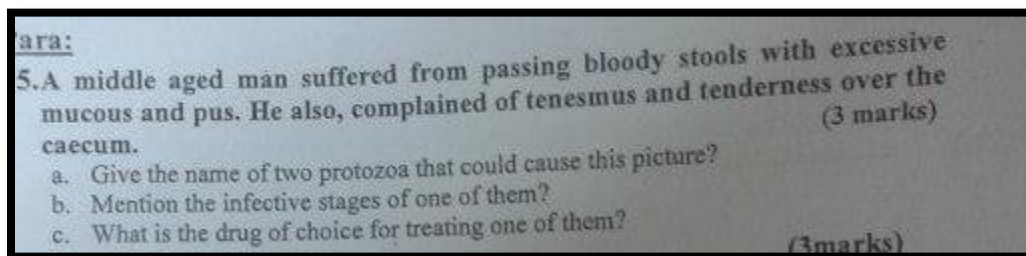 ara:
5.A middle aged man suffered from passing bloody stools with excessive
mucous and pus. He also, complained of tenesmus and tenderness over the
caecum. (3 marks)
a. Give the name of two protozoa that could cause this picture?
b. Mention the infective stages of one of them?
c. What is the drug of choice for treating one of them?
(3marks)